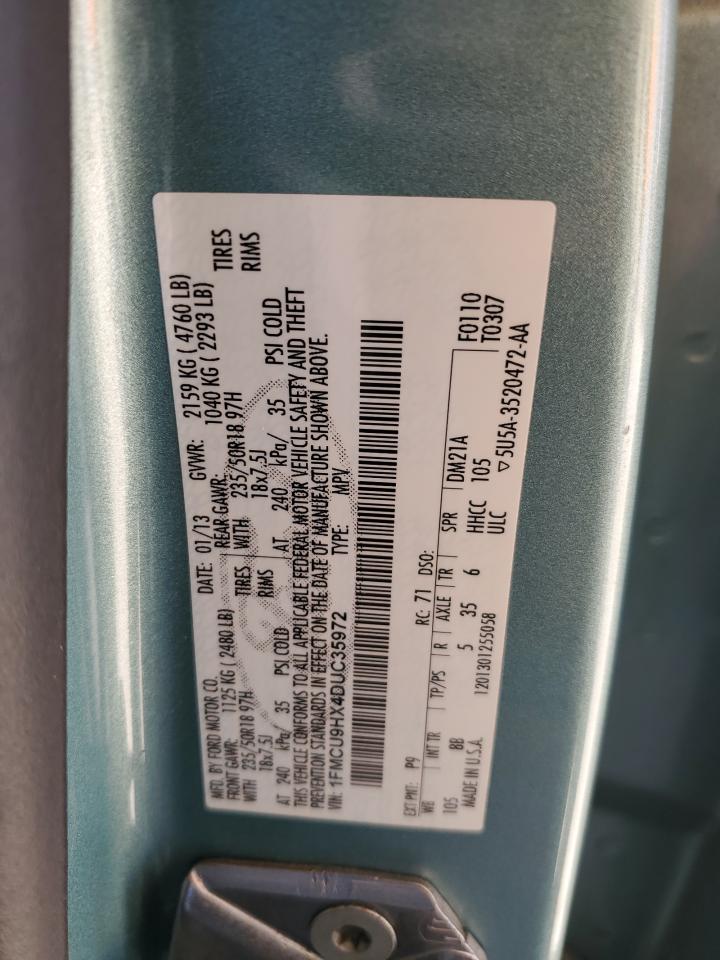 MFD. BY FORD MOTOR CO.
DATE: 01/13 GVWR: 2159 KG ( 4760 LB)
FRONT GAWR: 1125 KG ( 2480 LB) REAR GAWR: 1040 KG ( 2293 LB)
WITH 235/50R18 97H TIRES WITH 235/50R18 97H TIRES
18x7.5J RIMS 18x7.5J RIMS
AT 240 kPa/ 35 PSI COLD AT 240 kPa/ 35 PSI COLD
THIS VEHICLE CONFORMS TO ALL APPLICABLE FEDERAL MOTOR VEHICLE SAFETY AND THEFT
PREVENTION STANDARDS IN EFFECT ON THE DATE OF MANUFACTURE SHOWN ABOVE.
VIN: 1FMCU9HX4DUC35972 TYPE: MPV
EXT PNT: P9 RC: 71 DSO: F0110
WB INT TR TP/PS R AXLE TR SPR DM21A T0307
105 8B 5 35 6 HHCC 105
MADE IN U.S.A. 1201301255058 ULC ▽5U5A-3520472-AA